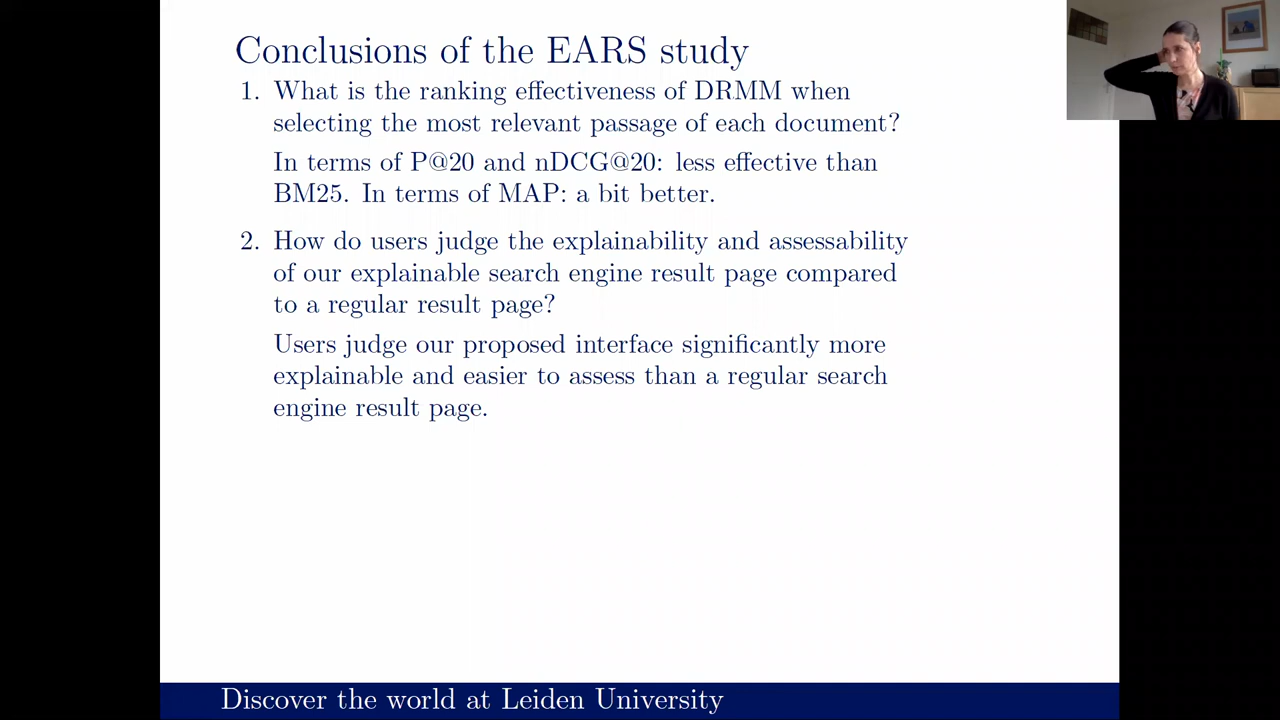 Conclusions of the EARS study
1. What is the ranking effectiveness of DRMM when
selecting the most relevant passage of each document?
In terms of P@20 and nDCG@20: less effective than
BM25. In terms of MAP: a bit better.
2. How do users judge the explainability and assessability
of our explainable search engine result page compared
to a regular result page?
Users judge our proposed interface significantly more
explainable and easier to assess than a regular search
engine result page.
Discover the world at Leiden University